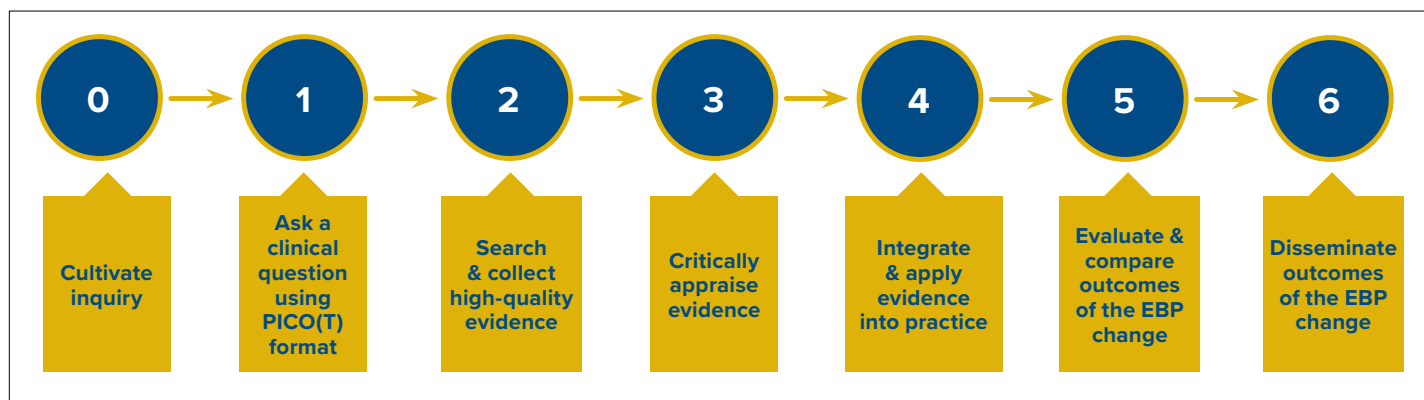 0
1
2
3
4
5
6
Cultivate
inquiry
Ask a
clinical
question
using
PICO(T)
format
Search
& collect
high-quality
evidence
Critically
appraise
evidence
Integrate
& apply
evidence
into practice
Evaluate &
compare
outcomes
of the EBP
change
Disseminate
outcomes
of the EBP
change